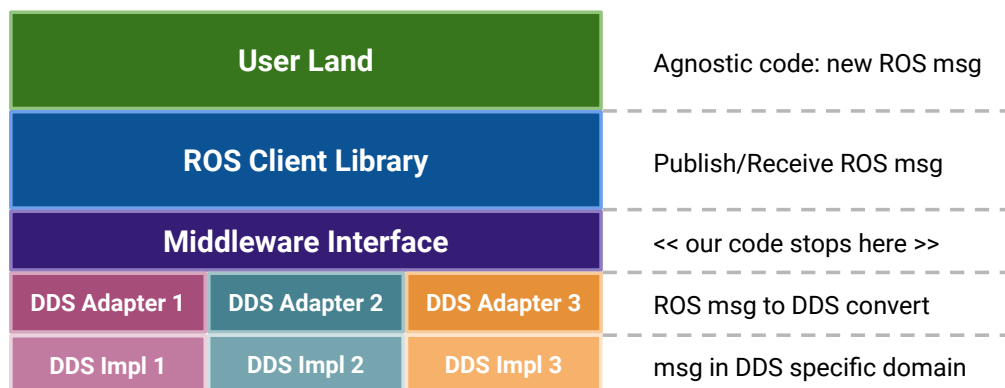 User Land
Agnostic code: new ROS msg
ROS Client Library
Publish/Receive ROS msg
Middleware Interface
<< our code stops here >>
DDS Adapter 1 DDS Adapter 2 DDS Adapter 3
ROS msg to DDS convert
DDS Impl 1 DDS Impl 2 DDS Impl 3
msg in DDS specific domain